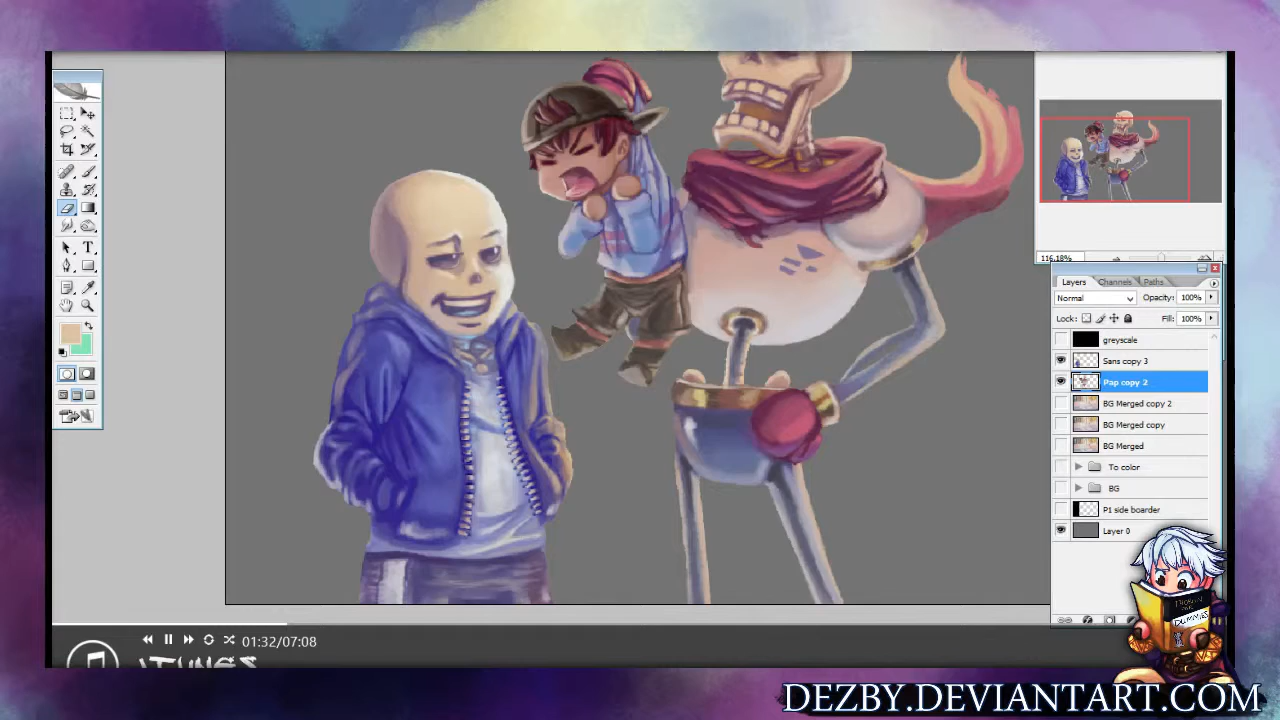 T
116.18%
Layers Channels Paths
Normal Opacity: 100%
Lock: Fill: 100%
greyscale
Sans copy 3
Pap copy 2
BG Merged copy 2
BG Merged copy
BG Merged
To color
BG
P1 side boarder
Layer 0
01:32/07:08
DUMMIES
DEZBY.DEVIANTART.COM